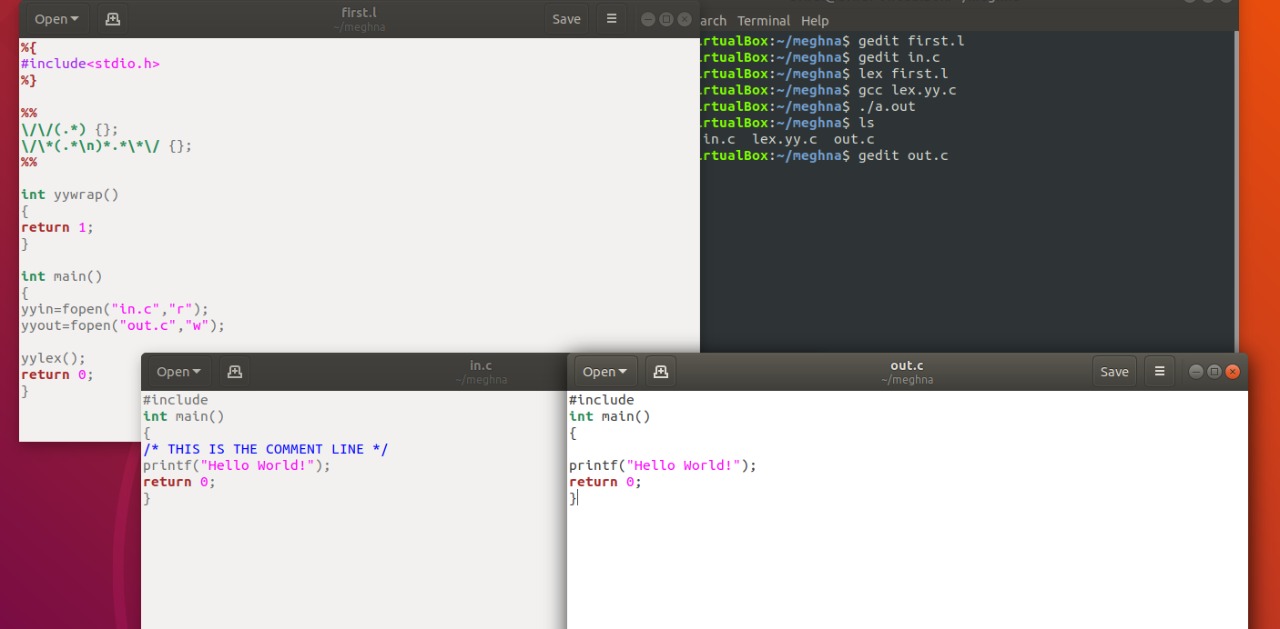 Open
first.l
~/meghna
Save
%{
#include<stdio.h>
%}
%%
\/\/(.*) {};
\/\*(.*\n)*.*\*\/ {};
%%
int yywrap()
{
return 1;
}
int main()
{
yyin=fopen("in.c","r");
yyout=fopen("out.c","w");
yylex();
return 0;
}
arch Terminal Help
rtualBox:~/meghna$ gedit first.l
rtualBox:~/meghna$ gedit in.c
rtualBox:~/meghna$ lex first.l
rtualBox:~/meghna$ gcc lex.yy.c
rtualBox:~/meghna$ ./a.out
rtualBox:~/meghna$ ls
in.c lex.yy.c out.c
rtualBox:~/meghna$ gedit out.c
Open
in.c
~/meghna
#include
int main()
{
/* THIS IS THE COMMENT LINE */
printf("Hello World!");
return 0;
}
Open
out.c
~/meghna
Save
#include
int main()
{
printf("Hello World!");
return 0;
}